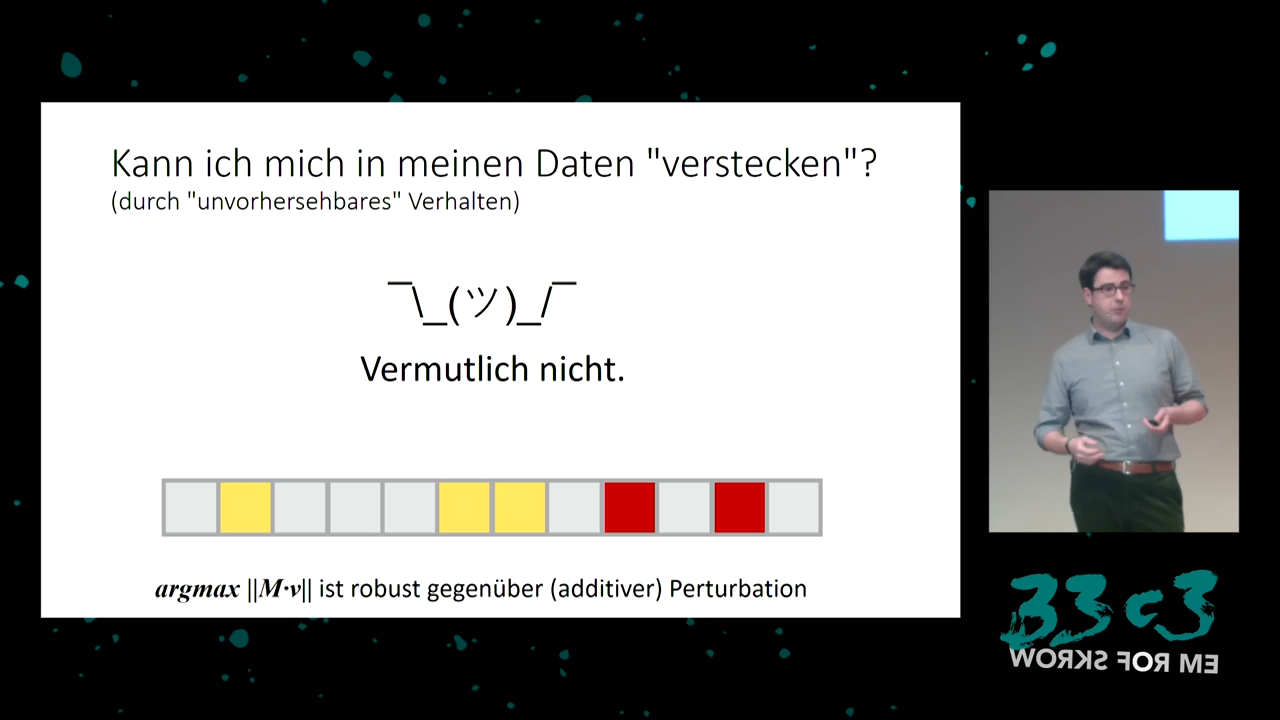 Kann ich mich in meinen Daten "verstecken"?
(durch "unvorhersehbares" Verhalten)
¯\_(ツ)_/¯
Vermutlich nicht.
argmax ||M·v|| ist robust gegenüber (additiver) Perturbation
33c3
WORKS FOR ME